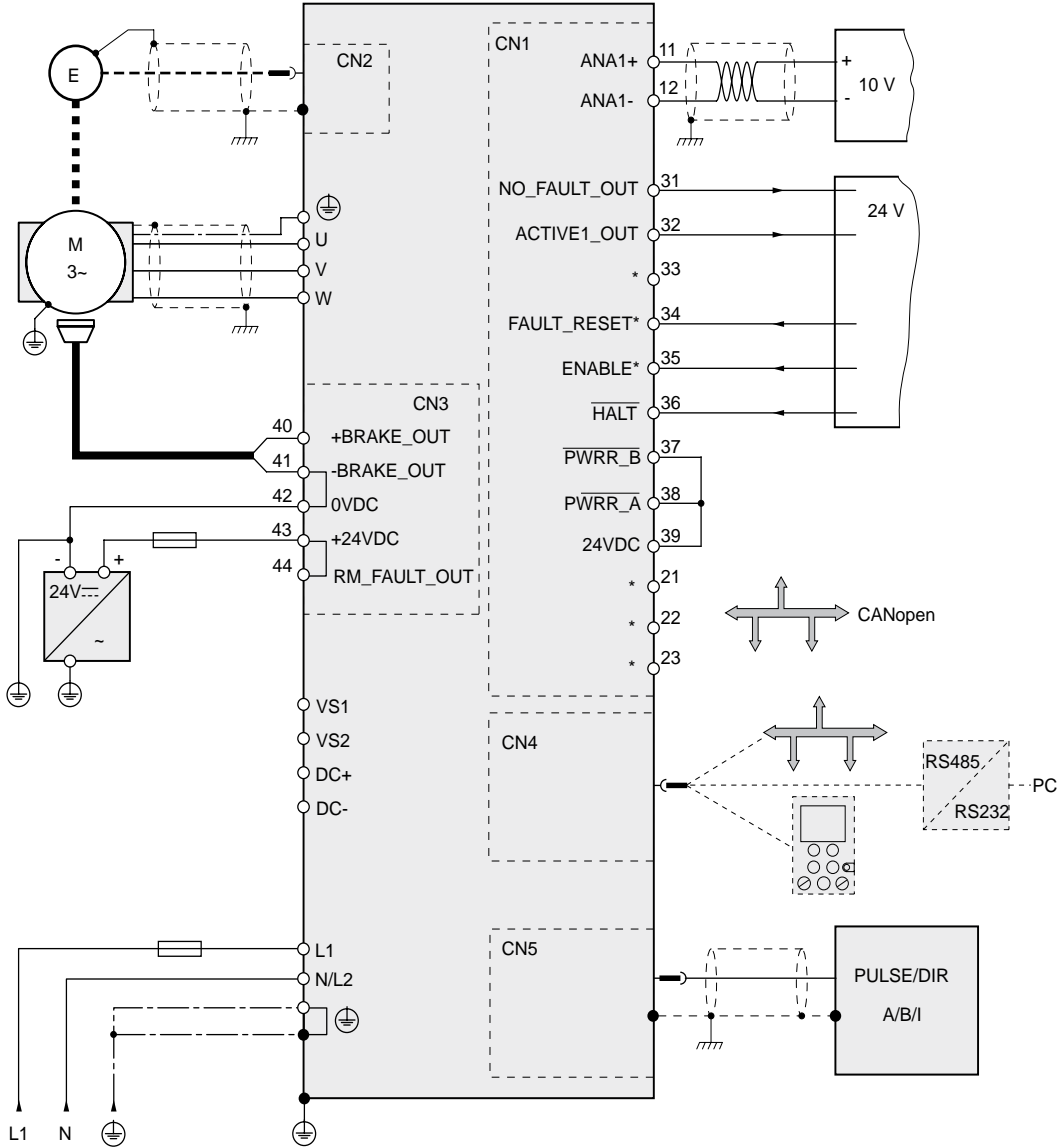 CN1
CN2
E
ANA1+ 11
ANA1- 12
+
-
10 V
NO_FAULT_OUT 31
ACTIVE1_OUT 32
* 33
FAULT_RESET* 34
ENABLE* 35
HALT 36
PWRR_B 37
PWRR_A 38
24VDC 39
* 21
* 22
* 23
24 V
M
3~
U
V
W
CN3
40 +BRAKE_OUT
41 -BRAKE_OUT
42 0VDC
43 +24VDC
44 RM_FAULT_OUT
- +
24V
~
CANopen
VS1
VS2
DC+
DC-
CN4
RS485
RS232
PC
L1
N/L2
CN5
PULSE/DIR
A/B/I
L1 N